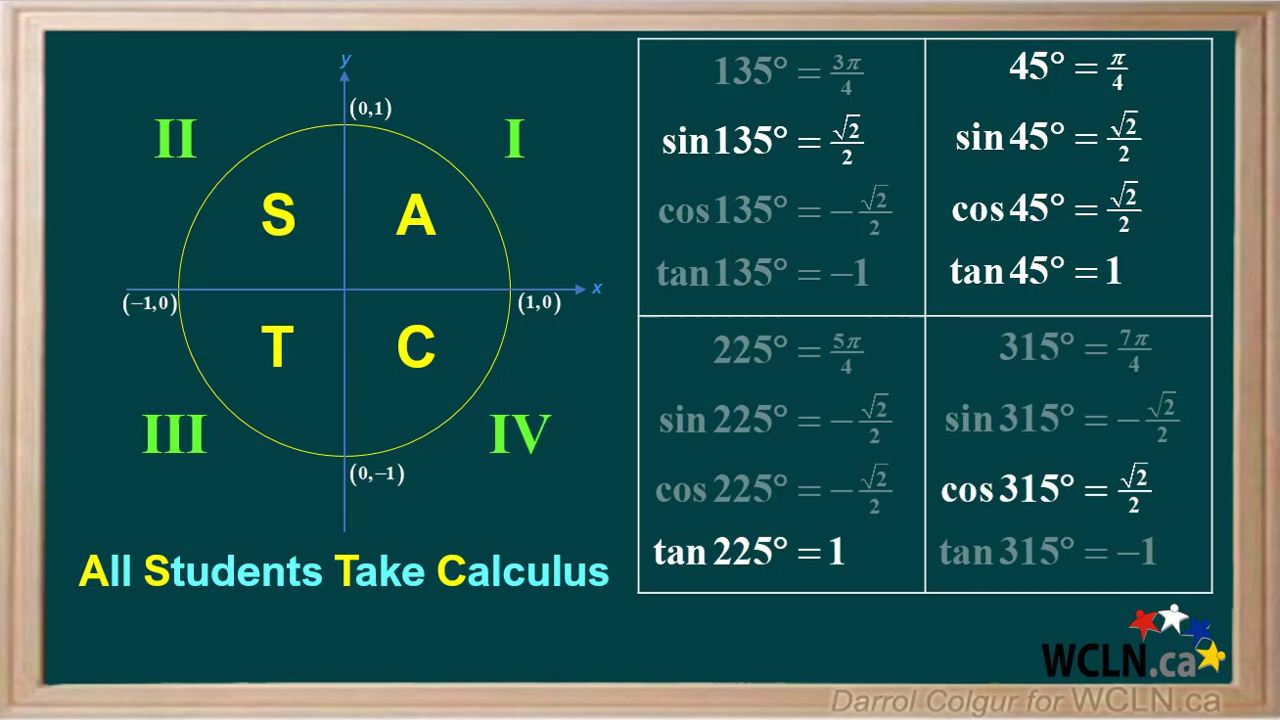 y
(0,1)
II
I
S
A
(−1,0)
(1,0)
x
T
C
III
IV
(0,−1)
All Students Take Calculus
135° = 3π/4
sin 135° = √2/2
cos 135° = −√2/2
tan 135° = −1
45° = π/4
sin 45° = √2/2
cos 45° = √2/2
tan 45° = 1
225° = 5π/4
sin 225° = −√2/2
cos 225° = −√2/2
tan 225° = 1
315° = 7π/4
sin 315° = −√2/2
cos 315° = √2/2
tan 315° = −1
WCLN.ca
Darrol Colgur for WCLN.ca